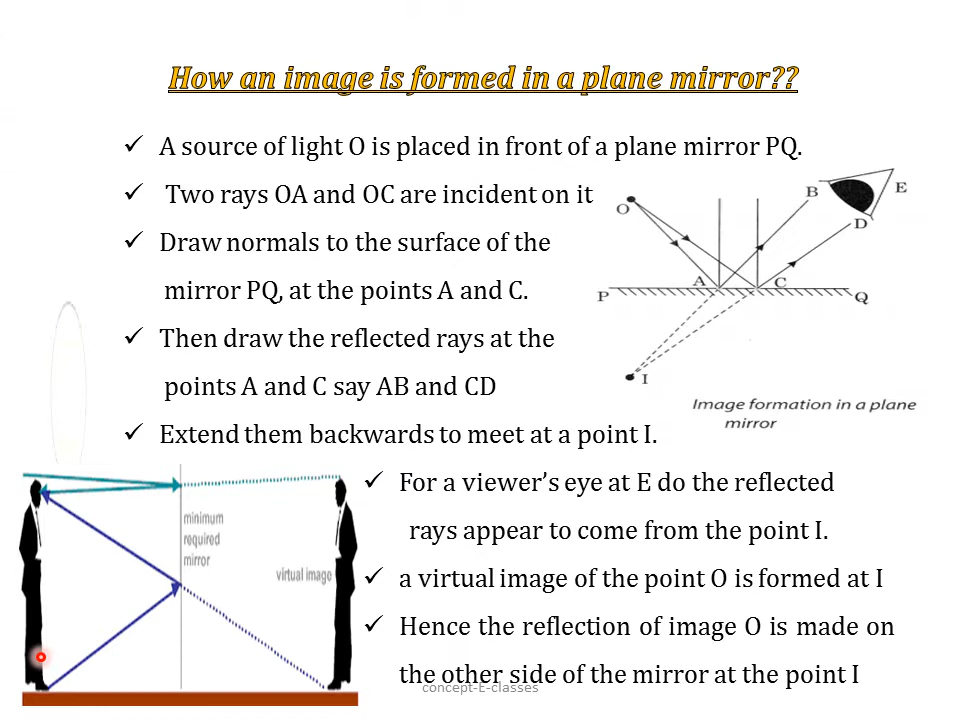 How an image is formed in a plane mirror??
✓ A source of light O is placed in front of a plane mirror PQ.
✓ Two rays OA and OC are incident on it
✓ Draw normals to the surface of the
mirror PQ, at the points A and C.
✓ Then draw the reflected rays at the
points A and C say AB and CD
✓ Extend them backwards to meet at a point I.
O
B
E
D
P
A
C
Q
I
Image formation in a plane
mirror
minimum
required
mirror
virtual image
✓ For a viewer’s eye at E do the reflected
rays appear to come from the point I.
✓ a virtual image of the point O is formed at I
✓ Hence the reflection of image O is made on
the other side of the mirror at the point I
concept-E-classes